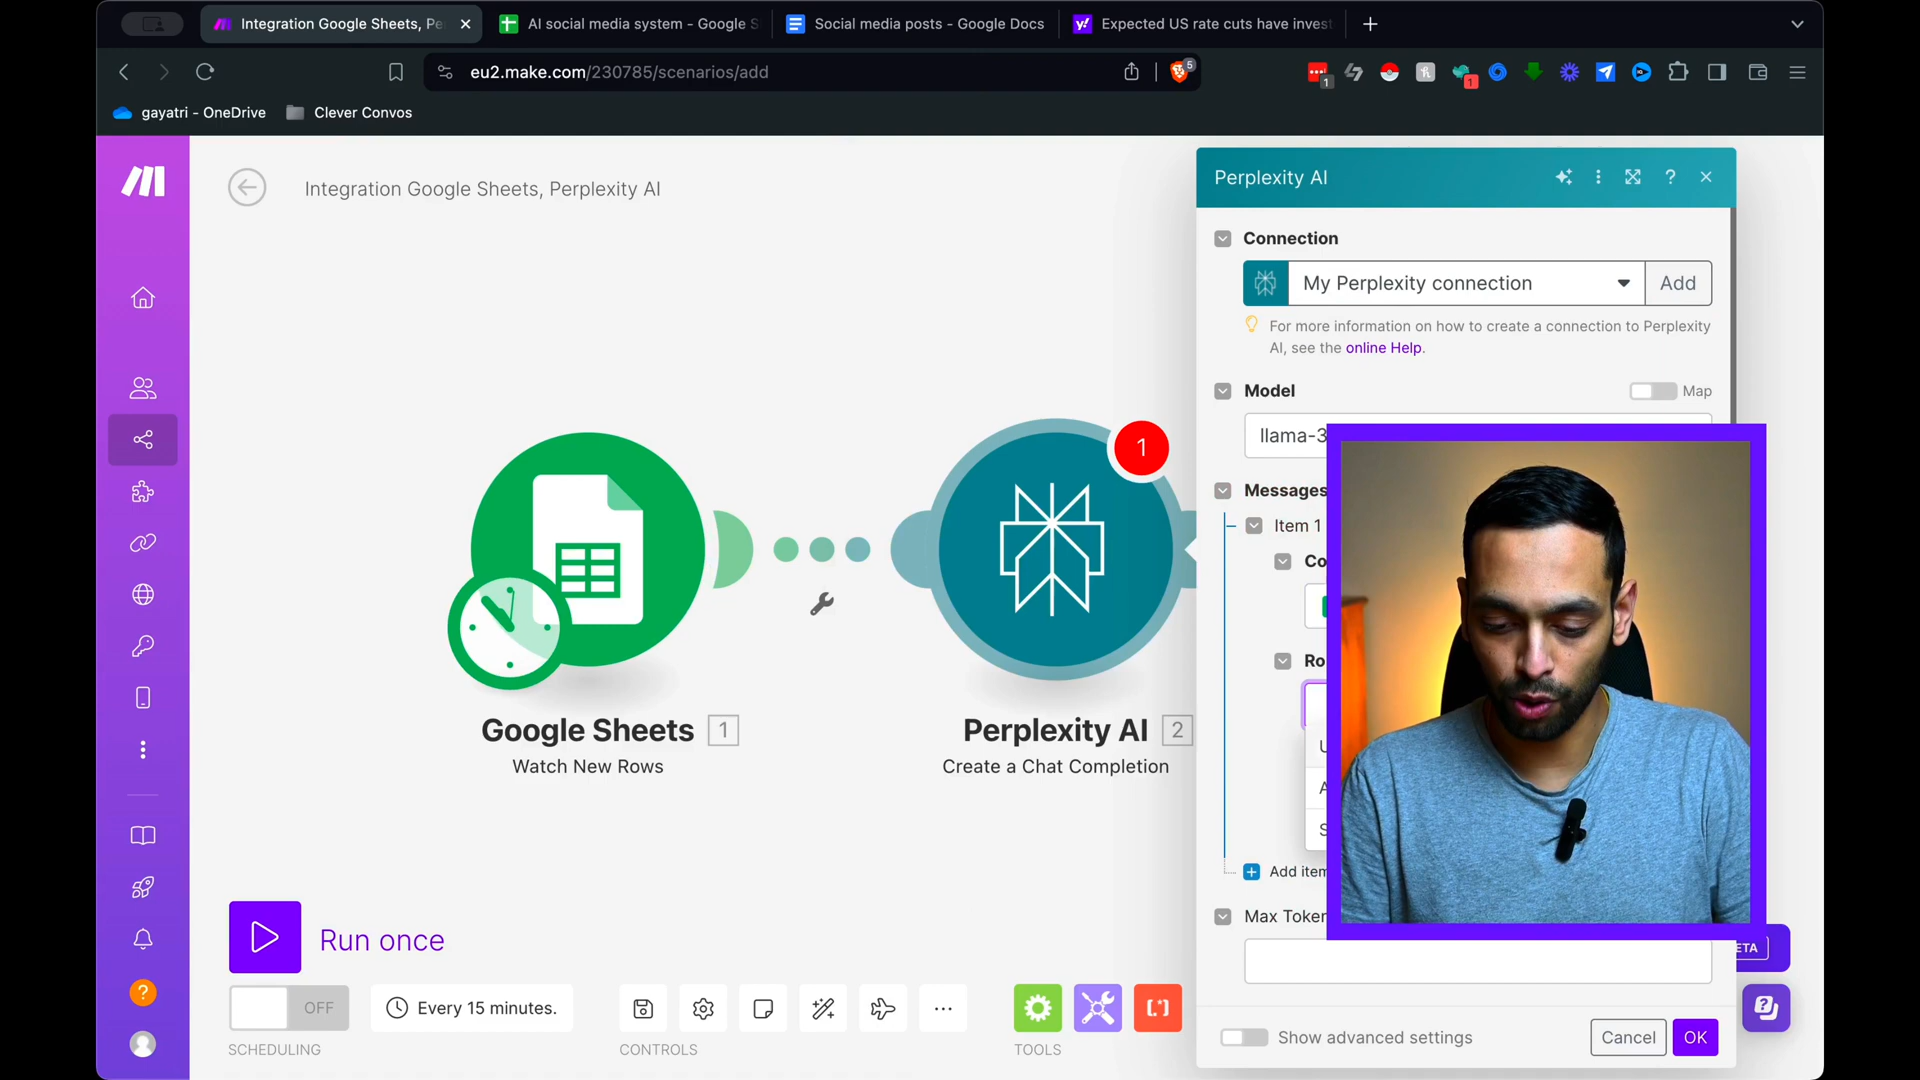 Integration Google Sheets, Pe
AI social media system - Google S
Social media posts - Google Docs
Expected US rate cuts have invest
eu2.make.com/230785/scenarios/add
5
1
1
gayatri - OneDrive
Clever Convos
Integration Google Sheets, Perplexity AI
Perplexity AI
Connection
My Perplexity connection
Add
For more information on how to create a connection to Perplexity
AI, see the online Help.
Model
Map
llama-3
Messages
Item 1
Co
Ro
U
A
S
Add item
Max Token
1
Google Sheets 1
Watch New Rows
Perplexity AI 2
Create a Chat Completion
Run once
OFF
Every 15 minutes.
SCHEDULING
CONTROLS
TOOLS
ETA
Show advanced settings
Cancel
OK